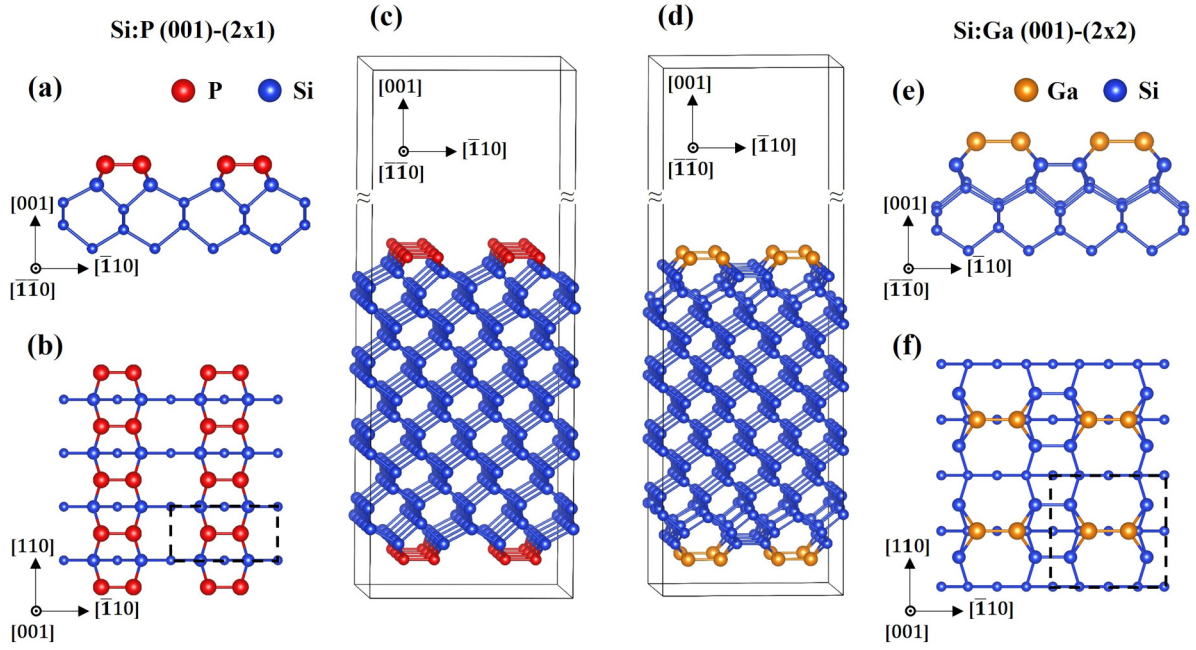 Si:P (001)-(2x1)
(c)
(d)
Si:Ga (001)-(2x2)
(a)
P
Si
[001]
[1̅10]
[1̅1̅0]
[001]
[1̅10]
[1̅1̅0]
(e)
Ga
Si
[001]
[1̅10]
[1̅1̅0]
≈
≈
≈
≈
[001]
[1̅10]
[1̅1̅0]
(b)
[110]
[1̅10]
[001]
(f)
[110]
[1̅10]
[001]